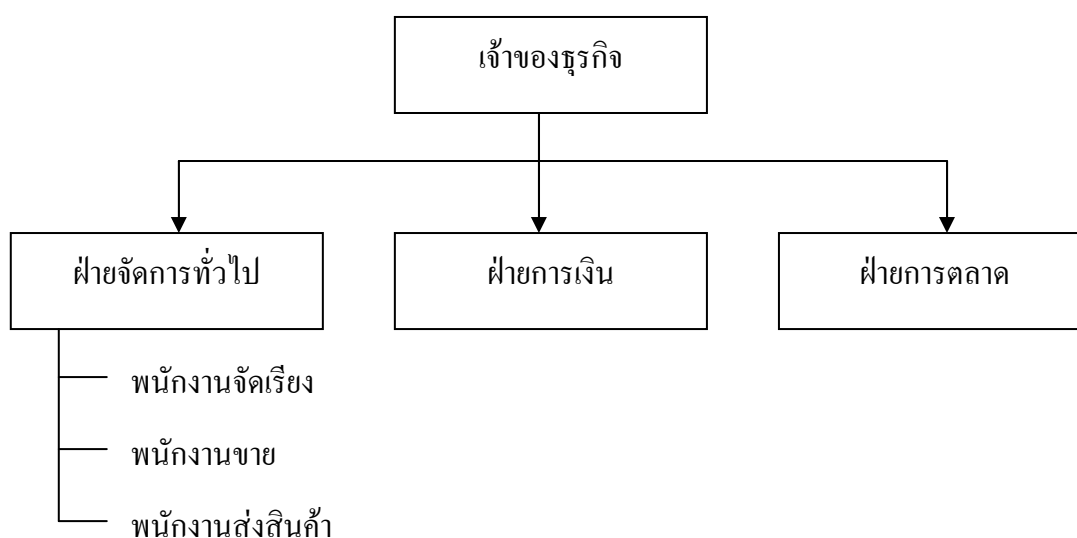 เจ้าของธุรกิจ
ฝ่ายจัดการทั่วไป
ฝ่ายการเงิน
ฝ่ายการตลาด
พนักงานจัดเรียง
พนักงานขาย
พนักงานส่งสินค้า